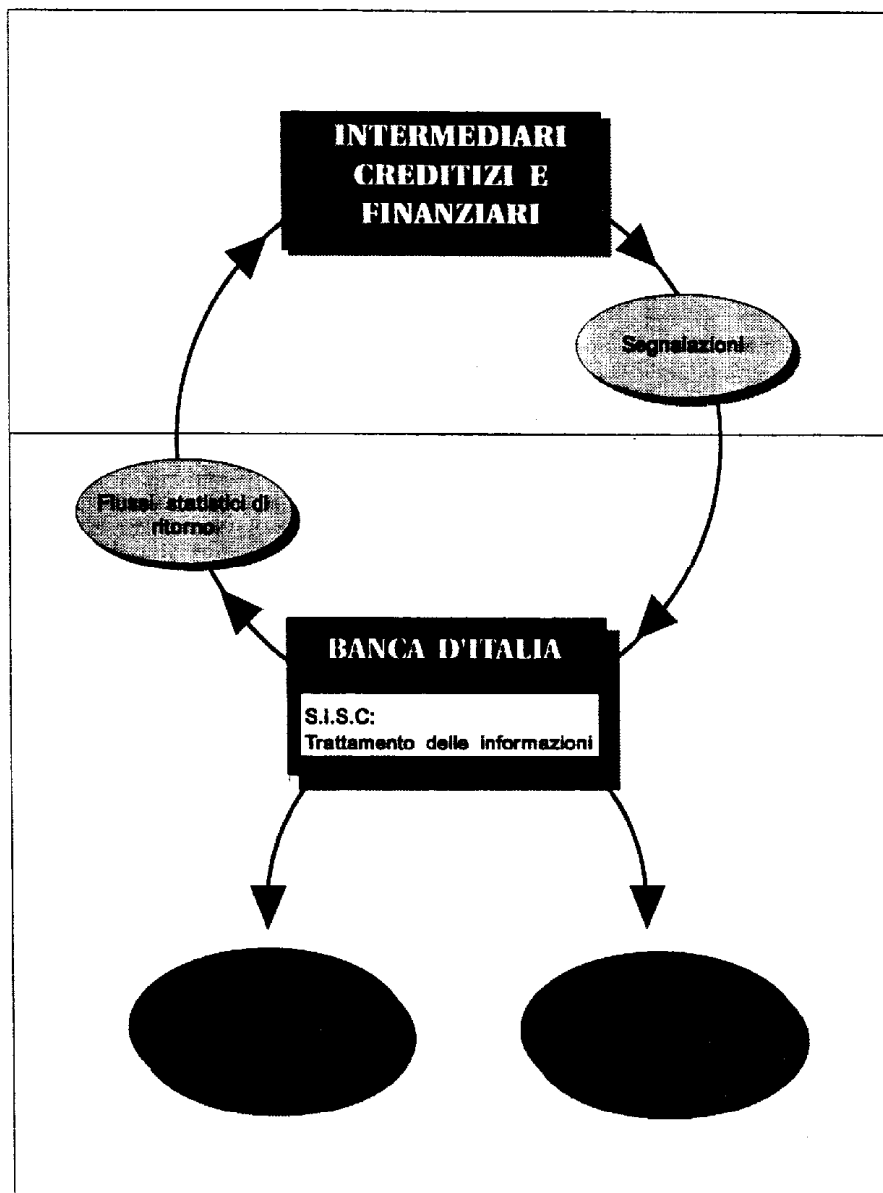 INTERMEDIARI
CREDITIZI E
FINANZIARI
Segnalazioni
Flussi statistici di
ritorno
BANCA D'ITALIA
S.I.S.C:
Trattamento delle informazioni